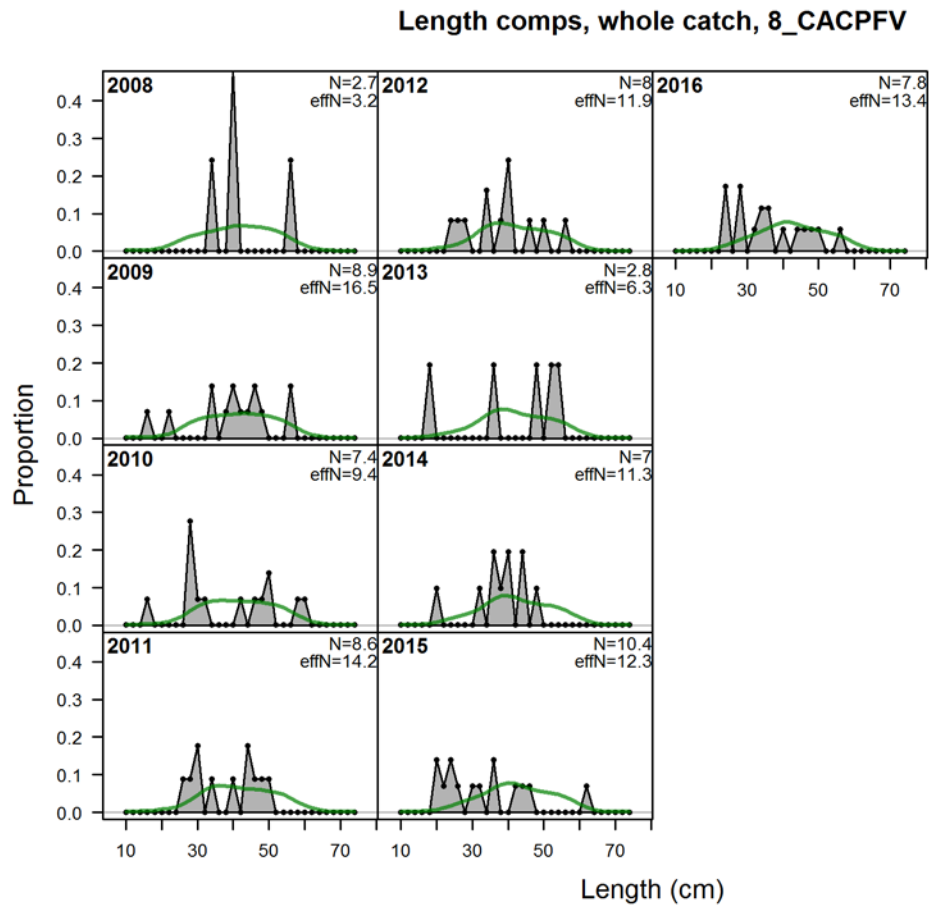 Length comps, whole catch, 8_CACPFV
2008
N=2.7
effN=3.2
0.4
0.3
0.2
0.1
0.0
2012
N=8
effN=11.9
2016
N=7.8
effN=13.4
10 30 50 70
2009
N=8.9
effN=16.5
0.4
0.3
0.2
0.1
0.0
2013
N=2.8
effN=6.3
2010
N=7.4
effN=9.4
0.4
0.3
0.2
0.1
0.0
2014
N=7
effN=11.3
2011
N=8.6
effN=14.2
0.4
0.3
0.2
0.1
0.0
2015
N=10.4
effN=12.3
10 30 50 70
10 30 50 70
Proportion
Length (cm)